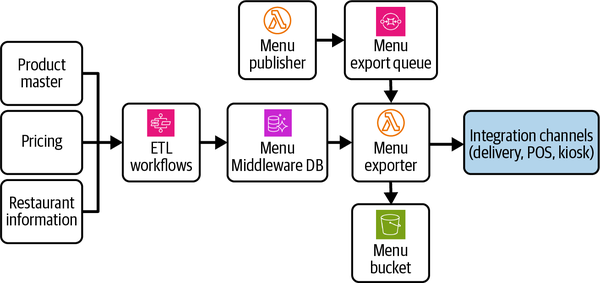 Product
master
Pricing
Restaurant
information
ETL
workflows
Menu
Middleware DB
Menu
publisher
Menu
export queue
Menu
exporter
Menu
bucket
Integration channels
(delivery, POS, kiosk)